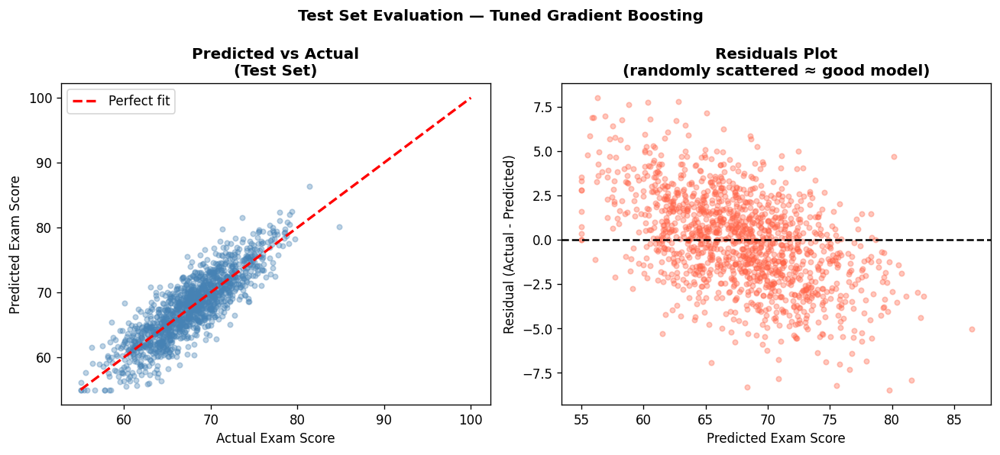 Test Set Evaluation — Tuned Gradient Boosting
Predicted vs Actual
(Test Set)
Perfect fit
100
90
80
70
60
Predicted Exam Score
60
70
80
90
100
Actual Exam Score
Residuals Plot
(randomly scattered ≈ good model)
7.5
5.0
2.5
0.0
−2.5
−5.0
−7.5
Residual (Actual - Predicted)
55
60
65
70
75
80
85
Predicted Exam Score